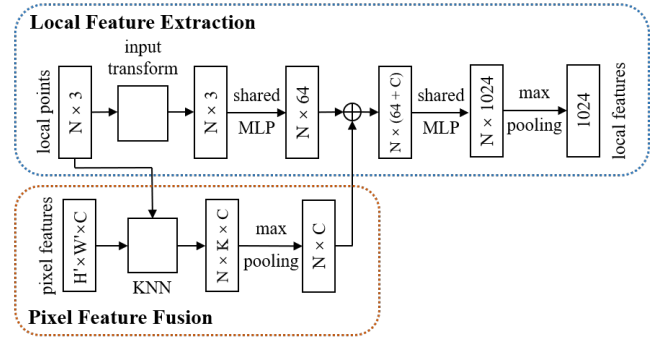 Local Feature Extraction
local points
N × 3
input
transform
N × 3
shared
MLP
N × 64
N × (64 + C)
shared
MLP
N × 1024
max
pooling
1024
local features
pixel features
H'×W'×C
KNN
N × K × C
max
pooling
N × C
Pixel Feature Fusion